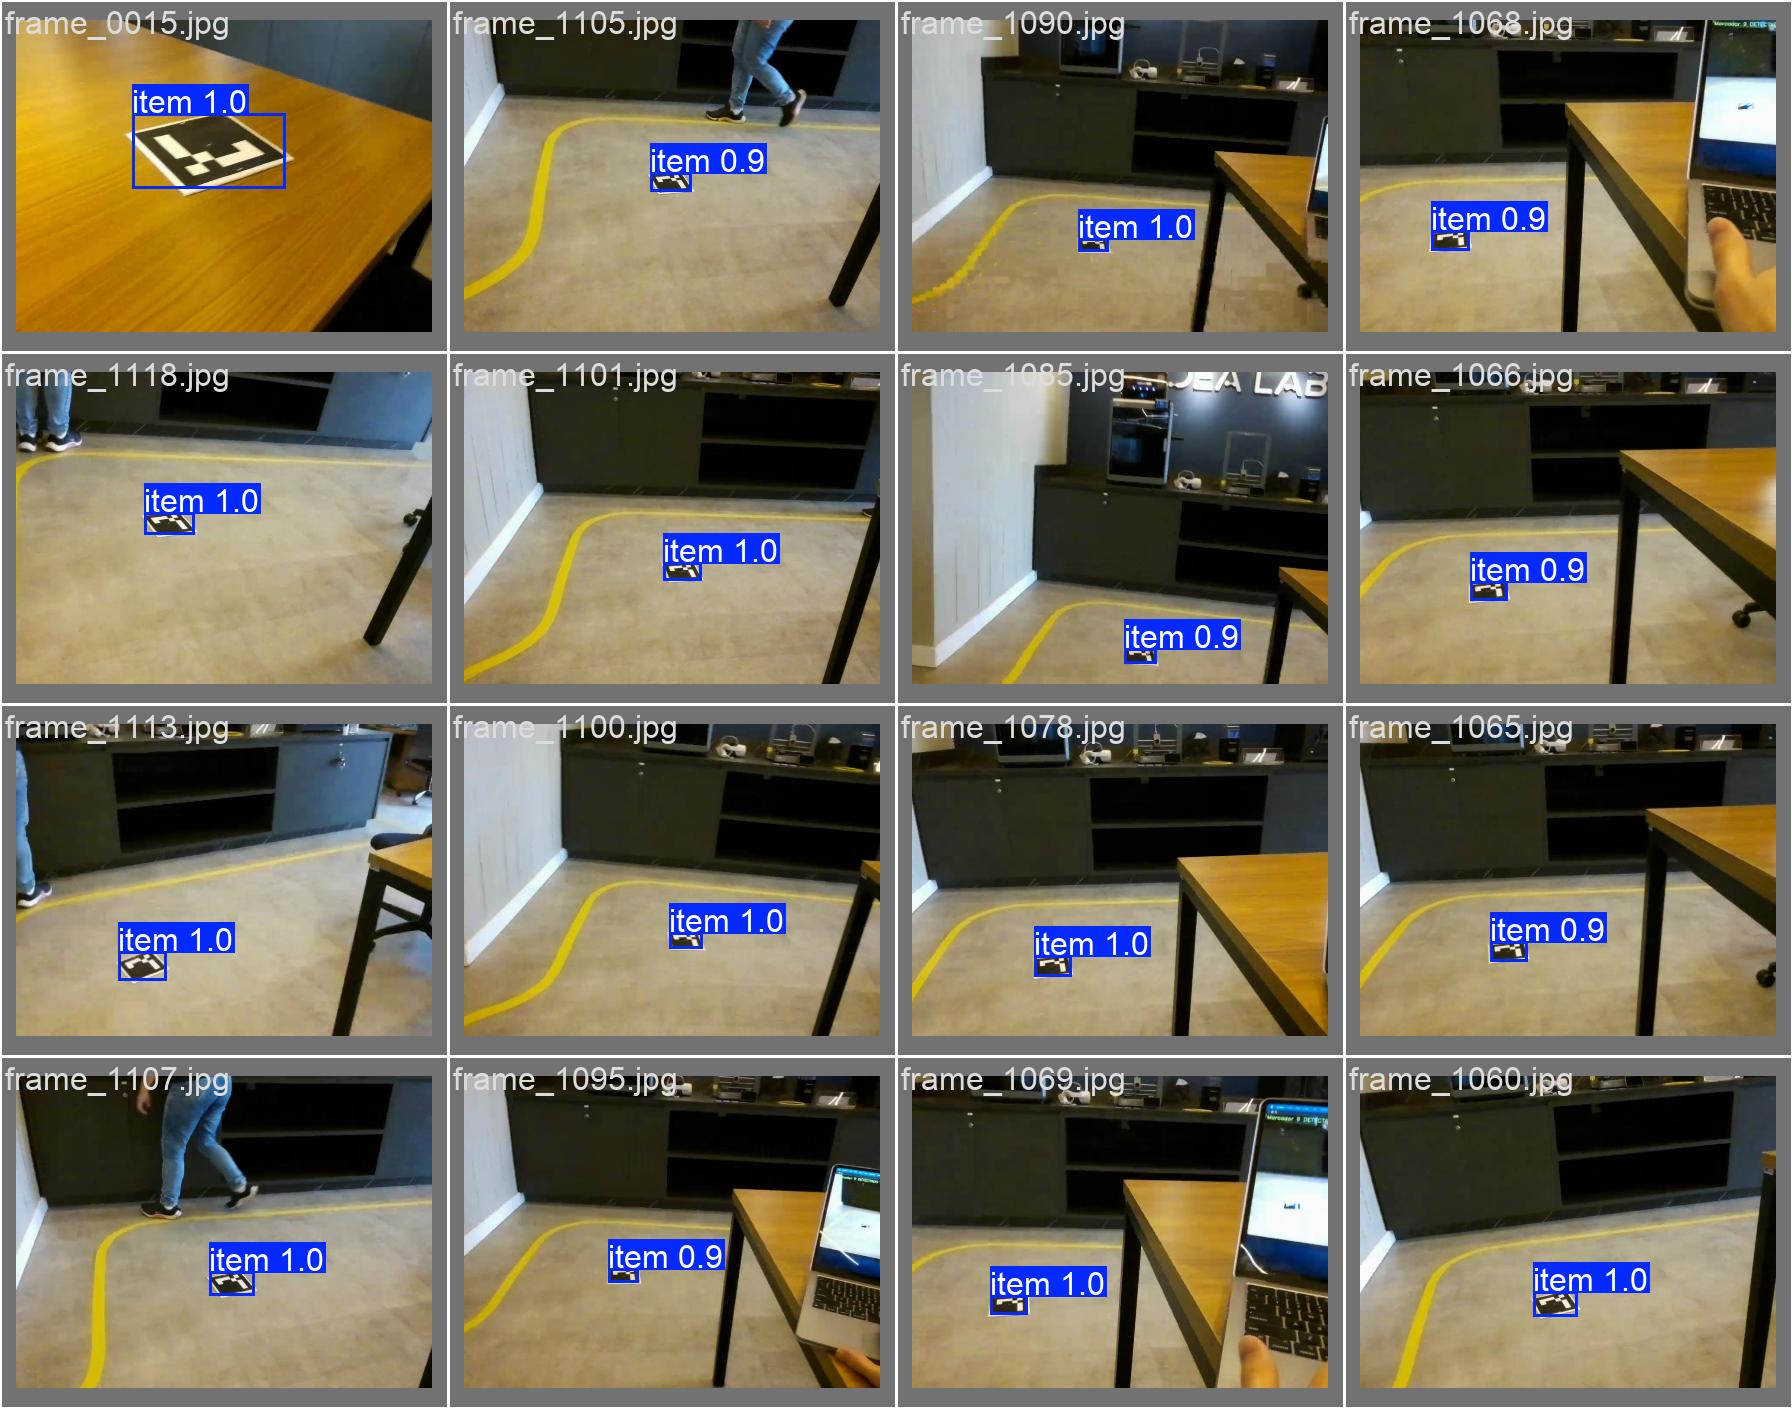 frame_0015.jpg
item 1.0
frame_1105.jpg
item 0.9
frame_1090.jpg
item 1.0
frame_1068.jpg
item 0.9
frame_1118.jpg
item 1.0
frame_1101.jpg
item 1.0
frame_1085.jpg
DEA LAB
item 0.9
frame_1066.jpg
item 0.9
frame_1113.jpg
item 1.0
frame_1100.jpg
item 1.0
frame_1078.jpg
item 1.0
frame_1065.jpg
item 0.9
frame_1107.jpg
item 1.0
frame_1095.jpg
item 0.9
frame_1069.jpg
item 1.0
frame_1060.jpg
item 1.0